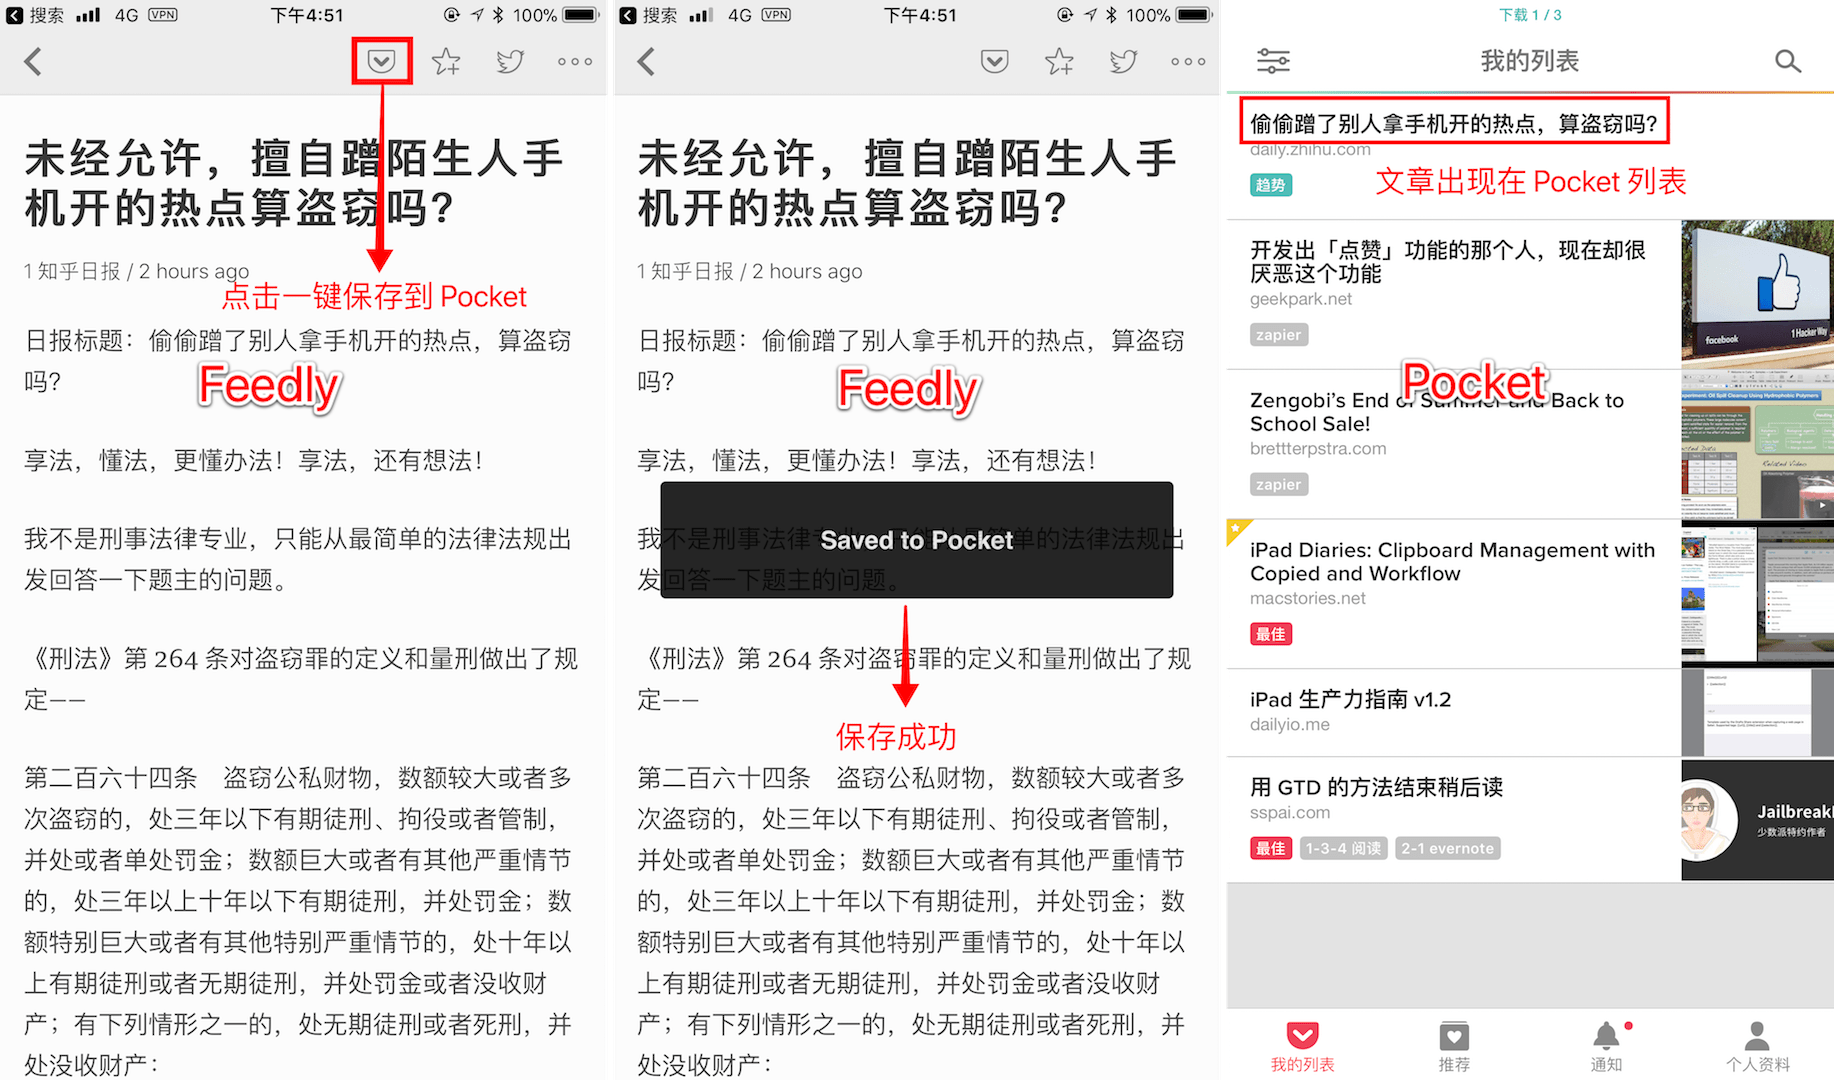 搜索 4G VPN 下午4:51 100%
未经允许，擅自蹭陌生人手
机开的热点算盗窃吗？
1 知乎日报 / 2 hours ago
点击一键保存到 Pocket
日报标题：偷偷蹭了别人拿手机开的热点，算盗窃
吗？
Feedly
享法，懂法，更懂办法！享法，还有想法！
我不是刑事法律专业，只能从最简单的法律法规出
发回答一下题主的问题。
《刑法》第 264 条对盗窃罪的定义和量刑做出了规
定——
第二百六十四条　盗窃公私财物，数额较大或者多
次盗窃的，处三年以下有期徒刑、拘役或者管制，
并处或者单处罚金；数额巨大或者有其他严重情节
的，处三年以上十年以下有期徒刑，并处罚金；数
额特别巨大或者有其他特别严重情节的，处十年以
上有期徒刑或者无期徒刑，并处罚金或者没收财
产；有下列情形之一的，处无期徒刑或者死刑，并
处没收财产：
搜索 4G VPN 下午4:51 100%
未经允许，擅自蹭陌生人手
机开的热点算盗窃吗？
1 知乎日报 / 2 hours ago
日报标题：偷偷蹭了别人拿手机开的热点，算盗窃
吗？
Feedly
享法，懂法，更懂办法！享法，还有想法！
我不是刑事法律专业，只能从最简单的法律法规出
Saved to Pocket
发回答一下题主的问题。
《刑法》第 264 条对盗窃罪的定义和量刑做出了规
定——
保存成功
第二百六十四条　盗窃公私财物，数额较大或者多
次盗窃的，处三年以下有期徒刑、拘役或者管制，
并处或者单处罚金；数额巨大或者有其他严重情节
的，处三年以上十年以下有期徒刑，并处罚金；数
额特别巨大或者有其他特别严重情节的，处十年以
上有期徒刑或者无期徒刑，并处罚金或者没收财
产；有下列情形之一的，处无期徒刑或者死刑，并
处没收财产：
下载 1 / 3
我的列表
偷偷蹭了别人拿手机开的热点，算盗窃吗？
daily.zhihu.com
趋势
文章出现在 Pocket 列表
开发出「点赞」功能的那个人，现在却很
厌恶这个功能
geekpark.net
zapier
facebook
1 Hacker Way
Pocket
Zengobi’s End of Summer and Back to
School Sale!
brettterpstra.com
zapier
Related Video
iPad Diaries: Clipboard Management with
Copied and Workflow
macstories.net
最佳
iPad 生产力指南 v1.2
dailyio.me
用 GTD 的方法结束稍后读
sspai.com
最佳 1-3-4 阅读 2-1 evernote
Jailbreak
少数派特约作者
我的列表 推荐 通知 个人资料